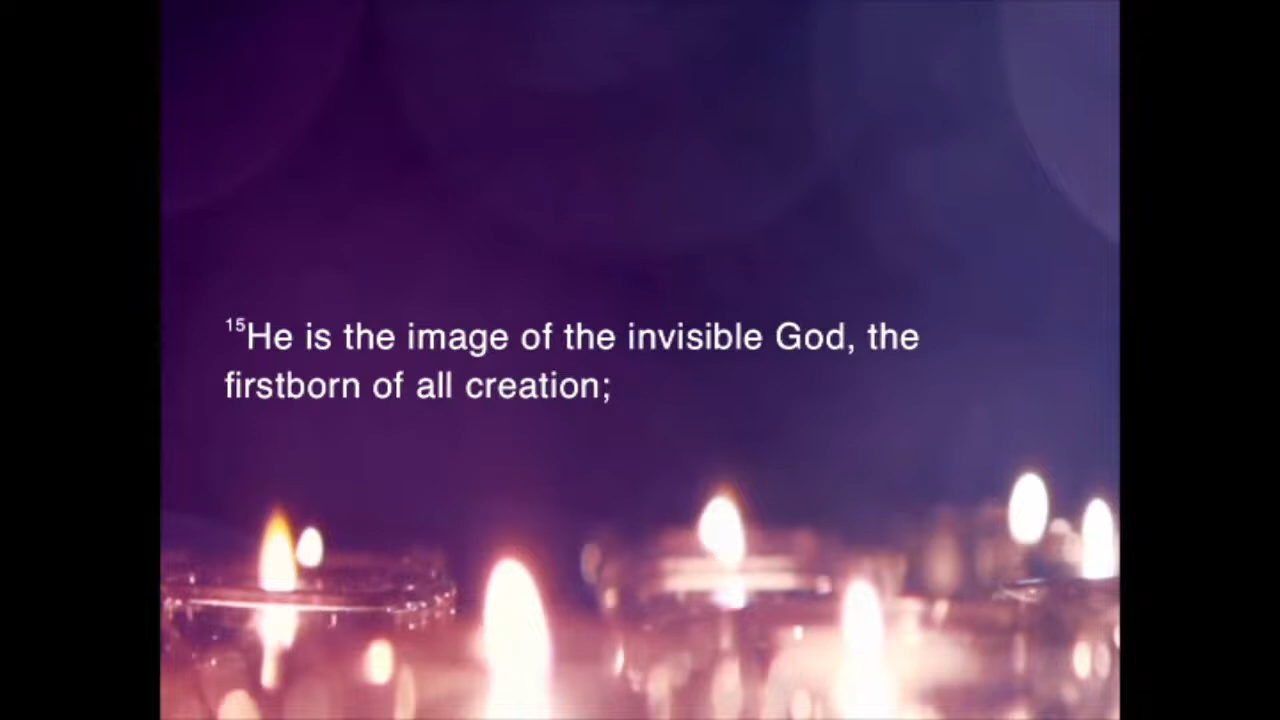 15He is the image of the invisible God, the
firstborn of all creation;